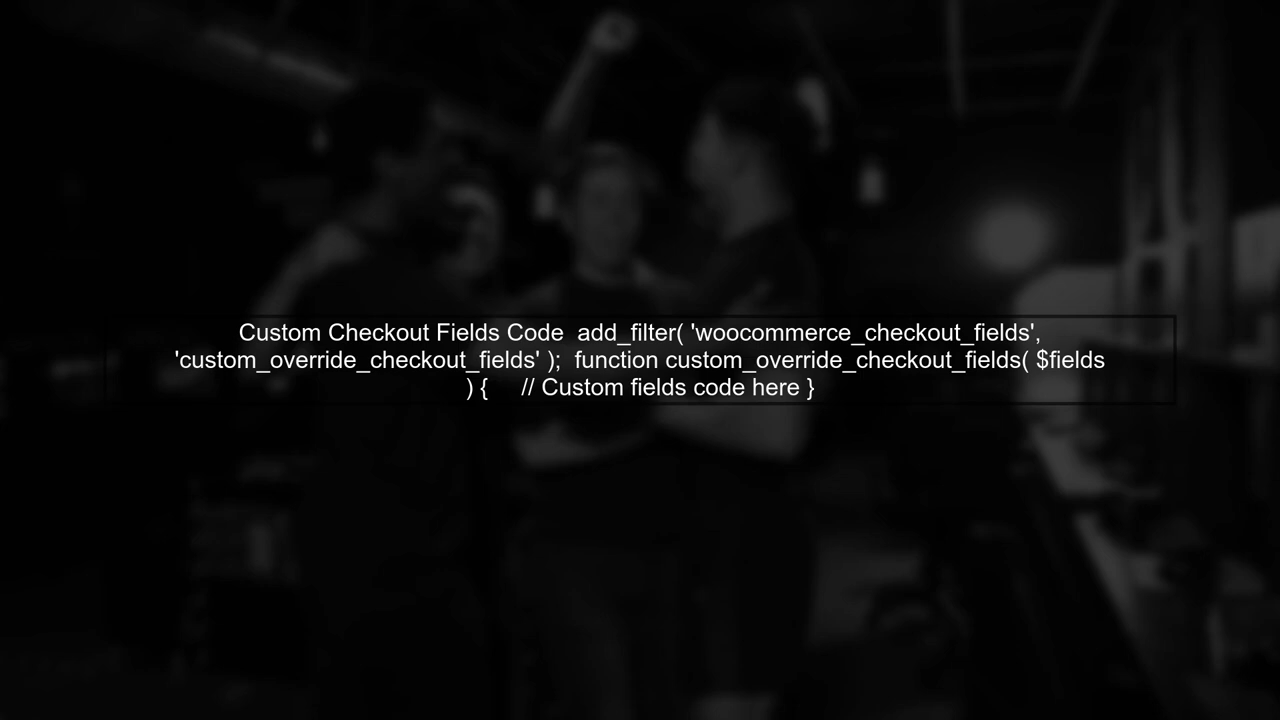 Custom Checkout Fields Code  add_filter( 'woocommerce_checkout_fields',
'custom_override_checkout_fields' );  function custom_override_checkout_fields( $fields
) {     // Custom fields code here }